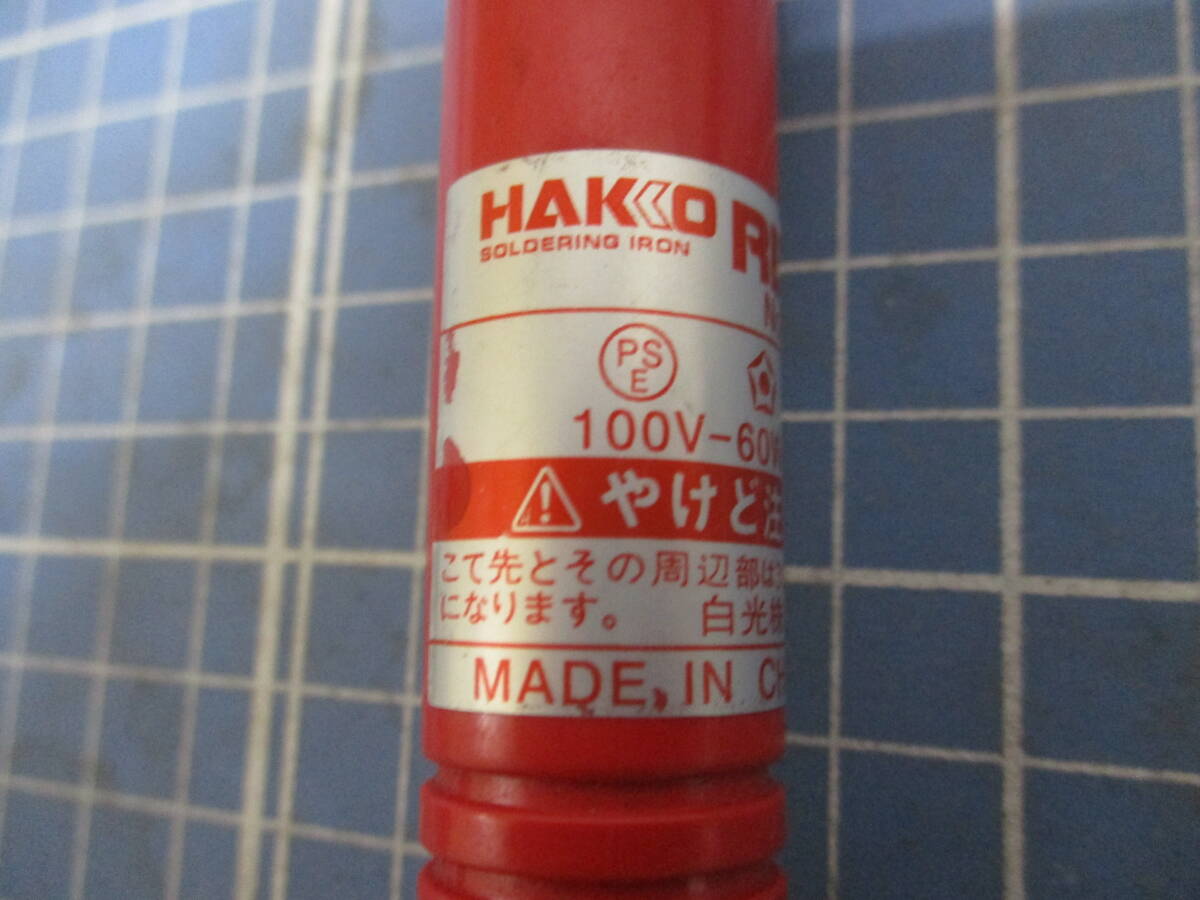 HAKKO
SOLDERING IRON
PS
E
100V-60W
やけど注
こて先とその周辺部は
になります。 白光株
MADE IN CH